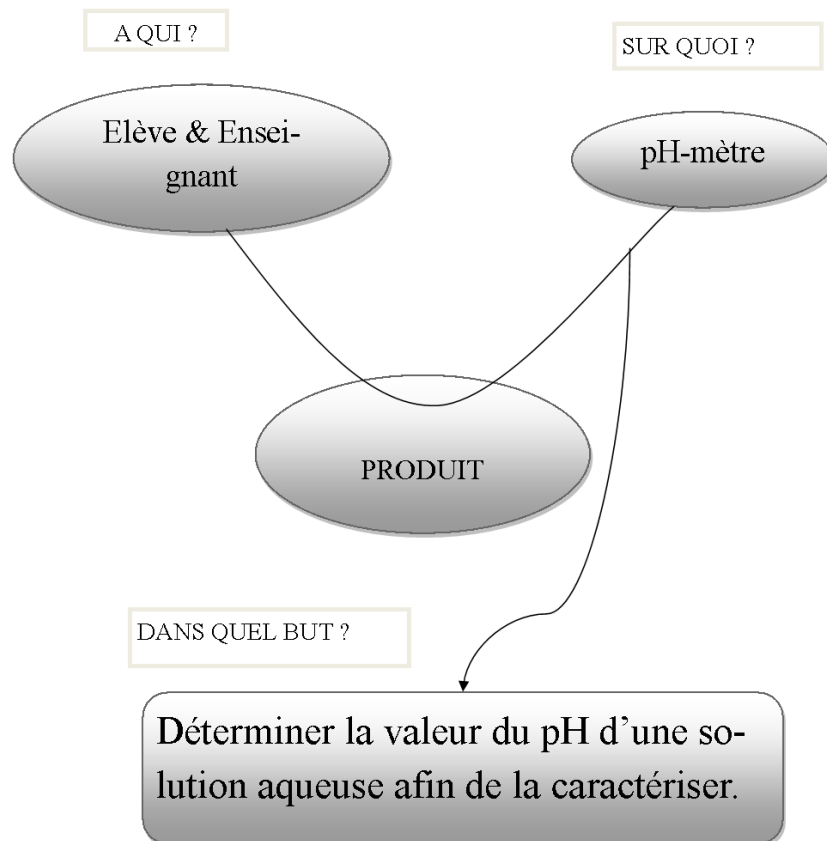 A QUI ?
SUR QUOI ?
Elève & Ensei-
gnant
pH-mètre
PRODUIT
DANS QUEL BUT ?
Déterminer la valeur du pH d’une so-
lution aqueuse afin de la caractériser.